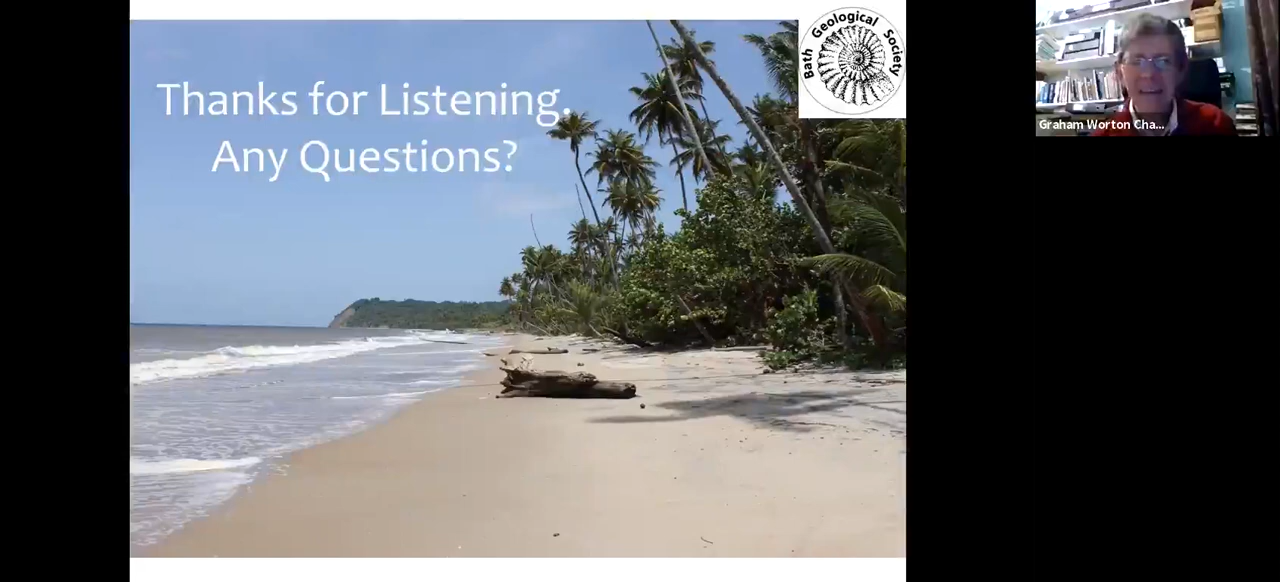 Thanks for Listening.
Any Questions?
Bath Geological Society
Graham Worton Cha...